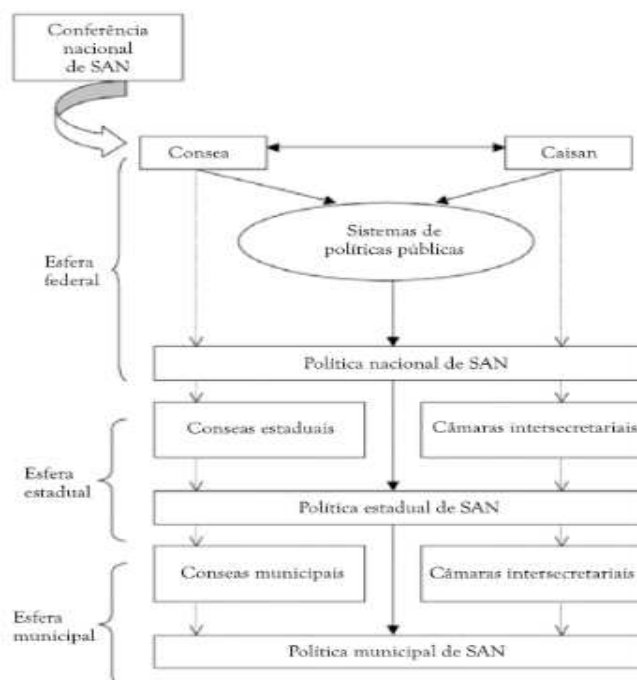 Conferência
nacional
de SAN
Consea
Caisan
Sistemas de
políticas públicas
Esfera
federal
Política nacional de SAN
Conseas estaduais
Câmaras intersecretariais
Esfera
estadual
Política estadual de SAN
Conseas municipais
Câmaras intersecretariais
Esfera
municipal
Política municipal de SAN